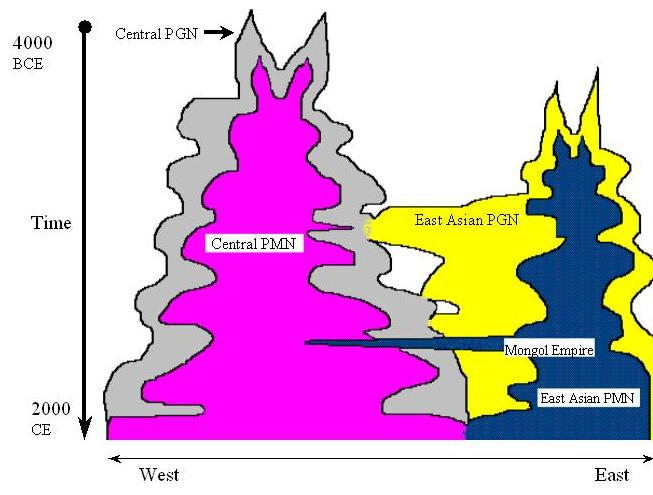 Central PGN
4000
BCE
East Asian PGN
Time
Central PMN
Mongol Empire
East Asian PMN
2000
CE
West
East